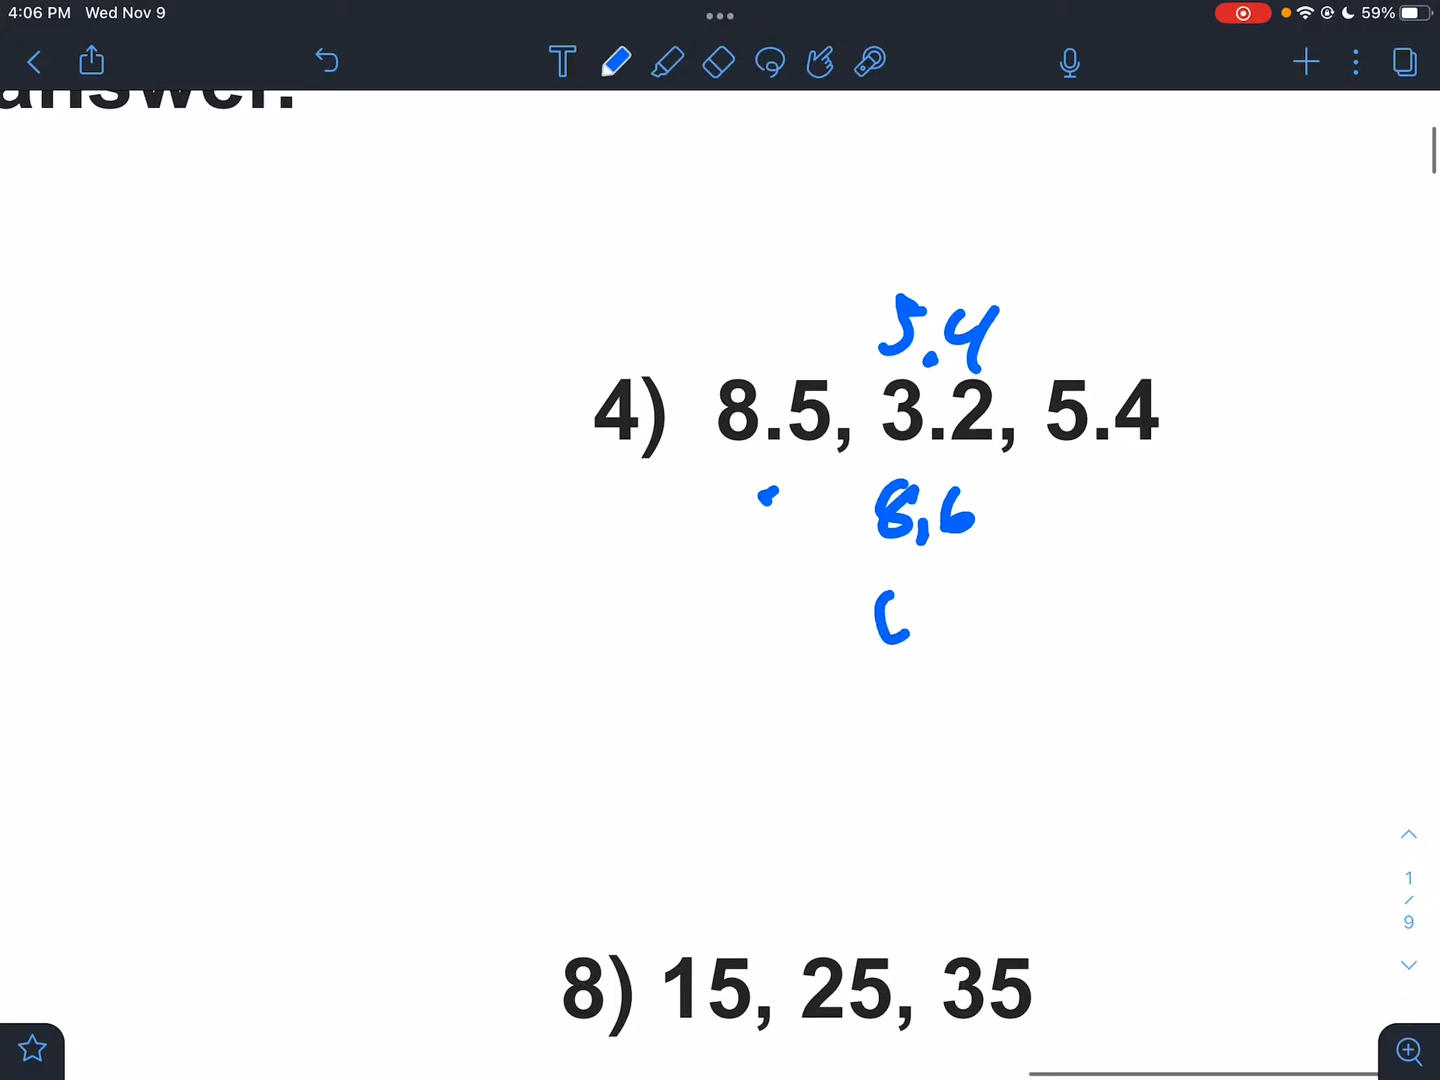 4:06 PM Wed Nov 9
59%
answer.
5.4
4) 8.5, 3.2, 5.4
8,6
8) 15, 25, 35
1
/
9